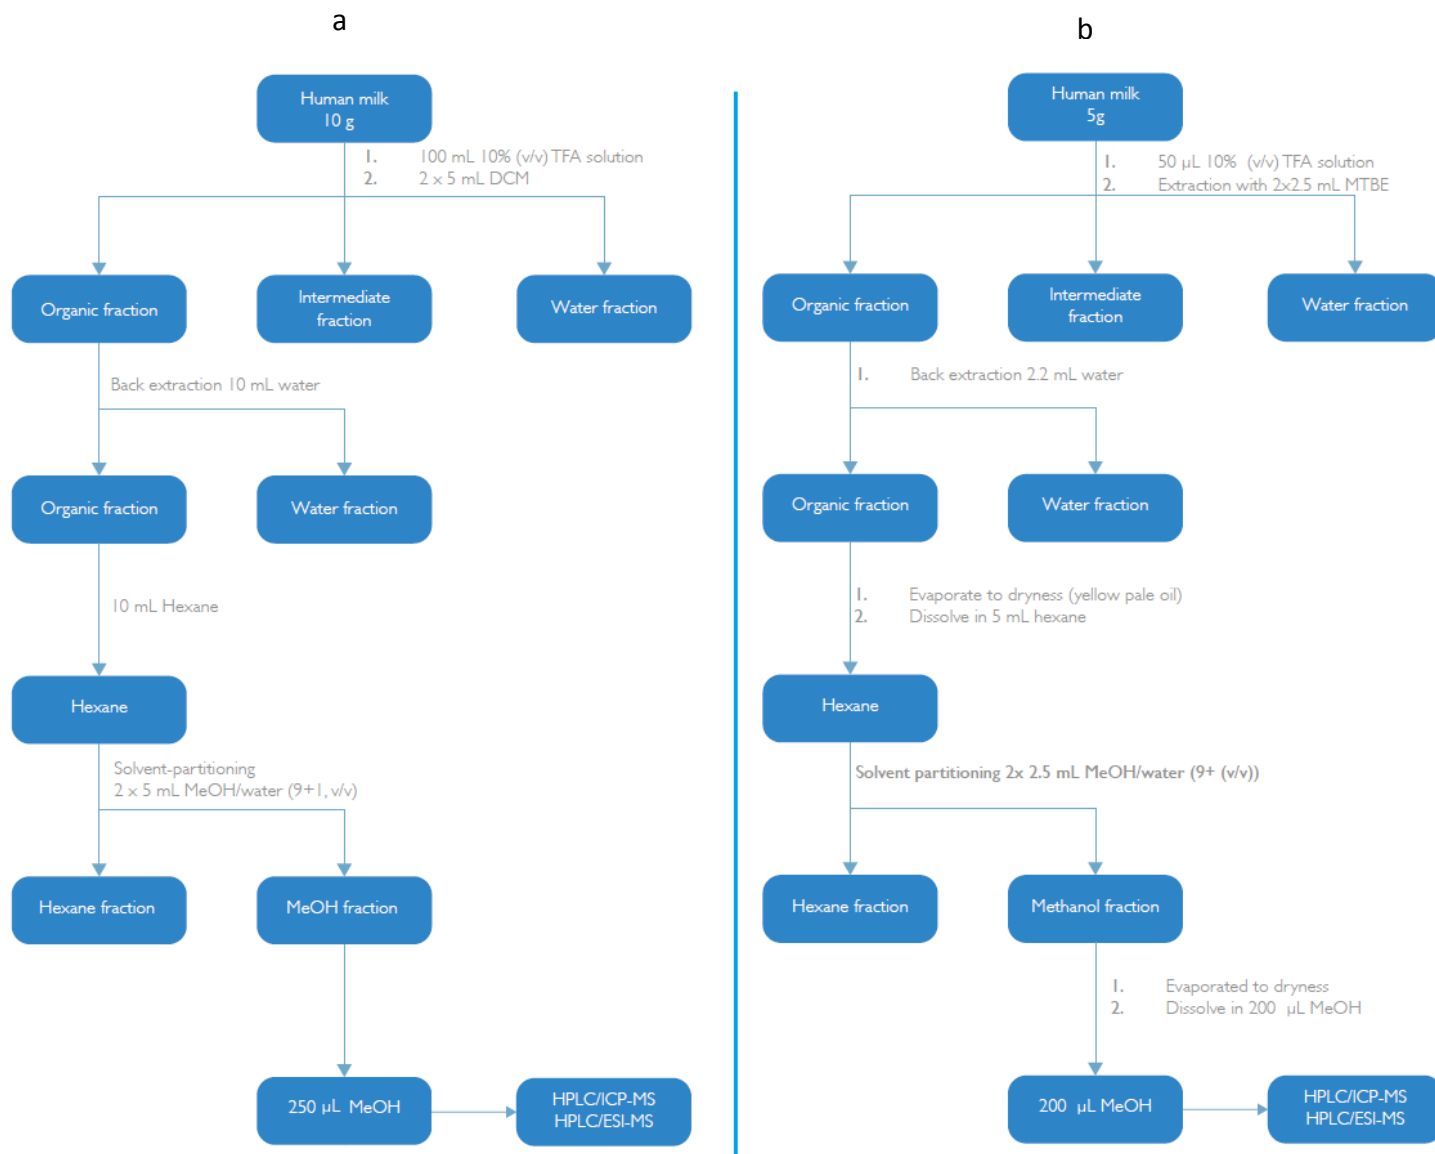 a
Human milk
10 g
1. 100 mL 10% (v/v) TFA solution
2. 2 x 5 mL DCM
Organic fraction
Intermediate
fraction
Water fraction
Back extraction 10 mL water
Organic fraction
Water fraction
10 mL Hexane
Hexane
Solvent-partitioning
2 x 5 mL MeOH/water (9+1, v/v)
Hexane fraction
MeOH fraction
250 µL MeOH
HPLC/ICP-MS
HPLC/ESI-MS
b
Human milk
5g
1. 50 µL 10% (v/v) TFA solution
2. Extraction with 2x2.5 mL MTBE
Organic fraction
Intermediate
fraction
Water fraction
1. Back extraction 2.2 mL water
Organic fraction
Water fraction
1. Evaporate to dryness (yellow pale oil)
2. Dissolve in 5 mL hexane
Hexane
Solvent partitioning 2x 2.5 mL MeOH/water (9+ (v/v))
Hexane fraction
Methanol fraction
1. Evaporated to dryness
2. Dissolve in 200 µL MeOH
200 µL MeOH
HPLC/ICP-MS
HPLC/ESI-MS